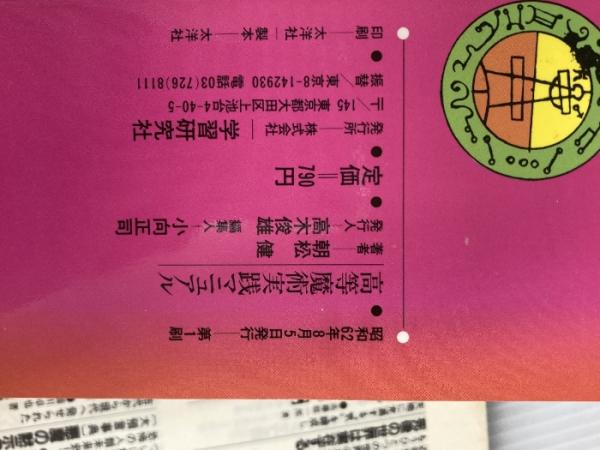 昭和62年8月5日発行——第1刷
●
高等魔術実践マニュアル
著者——朝松 健
発行人——高木俊雄 編集人——小向正司
●
定価＝790円
●
発行所——株式会社 学習研究社
〒145 東京都大田区上池台4-40-5
振替／東京8-142930 電話03(726)8111
●
印刷——太洋社 製本——太洋社